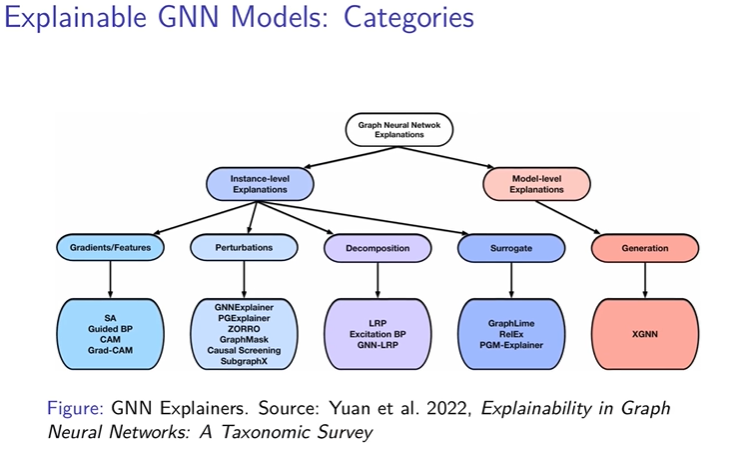 Explainable GNN Models: Categories
Graph Neural Netwok
Explanations
Instance-level
Explanations
Model-level
Explanations
Gradients/Features
Perturbations
Decomposition
Surrogate
Generation
SA
Guided BP
CAM
Grad-CAM
GNNExplainer
PGExplainer
ZORRO
GraphMask
Causal Screening
SubgraphX
LRP
Excitation BP
GNN-LRP
GraphLime
RelEx
PGM-Explainer
XGNN
Figure: GNN Explainers. Source: Yuan et al. 2022, Explainability in Graph
Neural Networks: A Taxonomic Survey